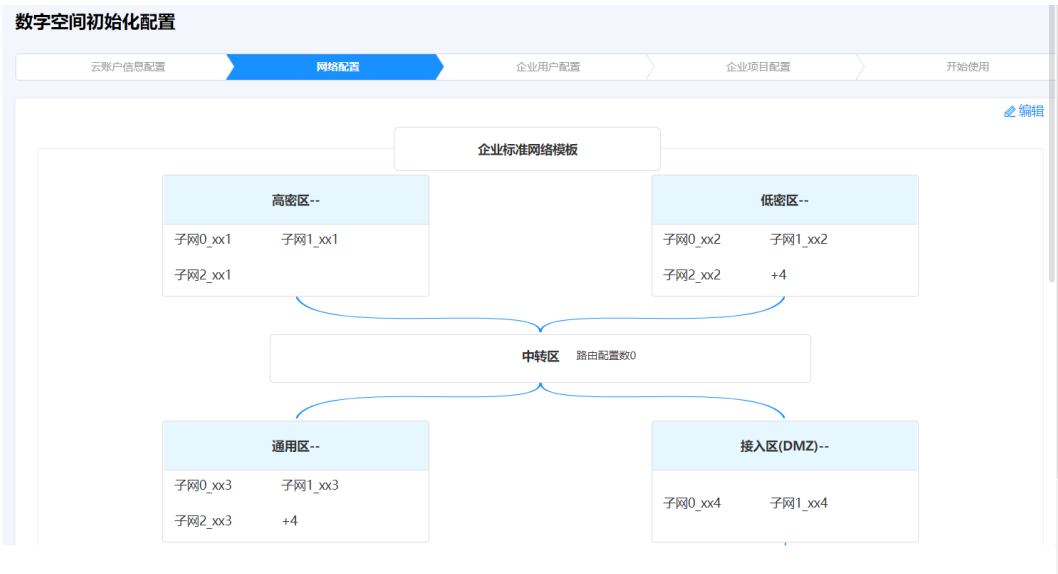 数字空间初始化配置
云账户信息配置 网络配置 企业用户配置 企业项目配置 开始使用
编辑
企业标准网络模板
高密区-- 低密区--
子网0_xx1 子网1_xx1 子网0_xx2 子网1_xx2
子网2_xx1 子网2_xx2 +4
中转区 路由配置数0
通用区-- 接入区(DMZ)--
子网0_xx3 子网1_xx3
子网0_xx4 子网1_xx4
子网2_xx3 +4